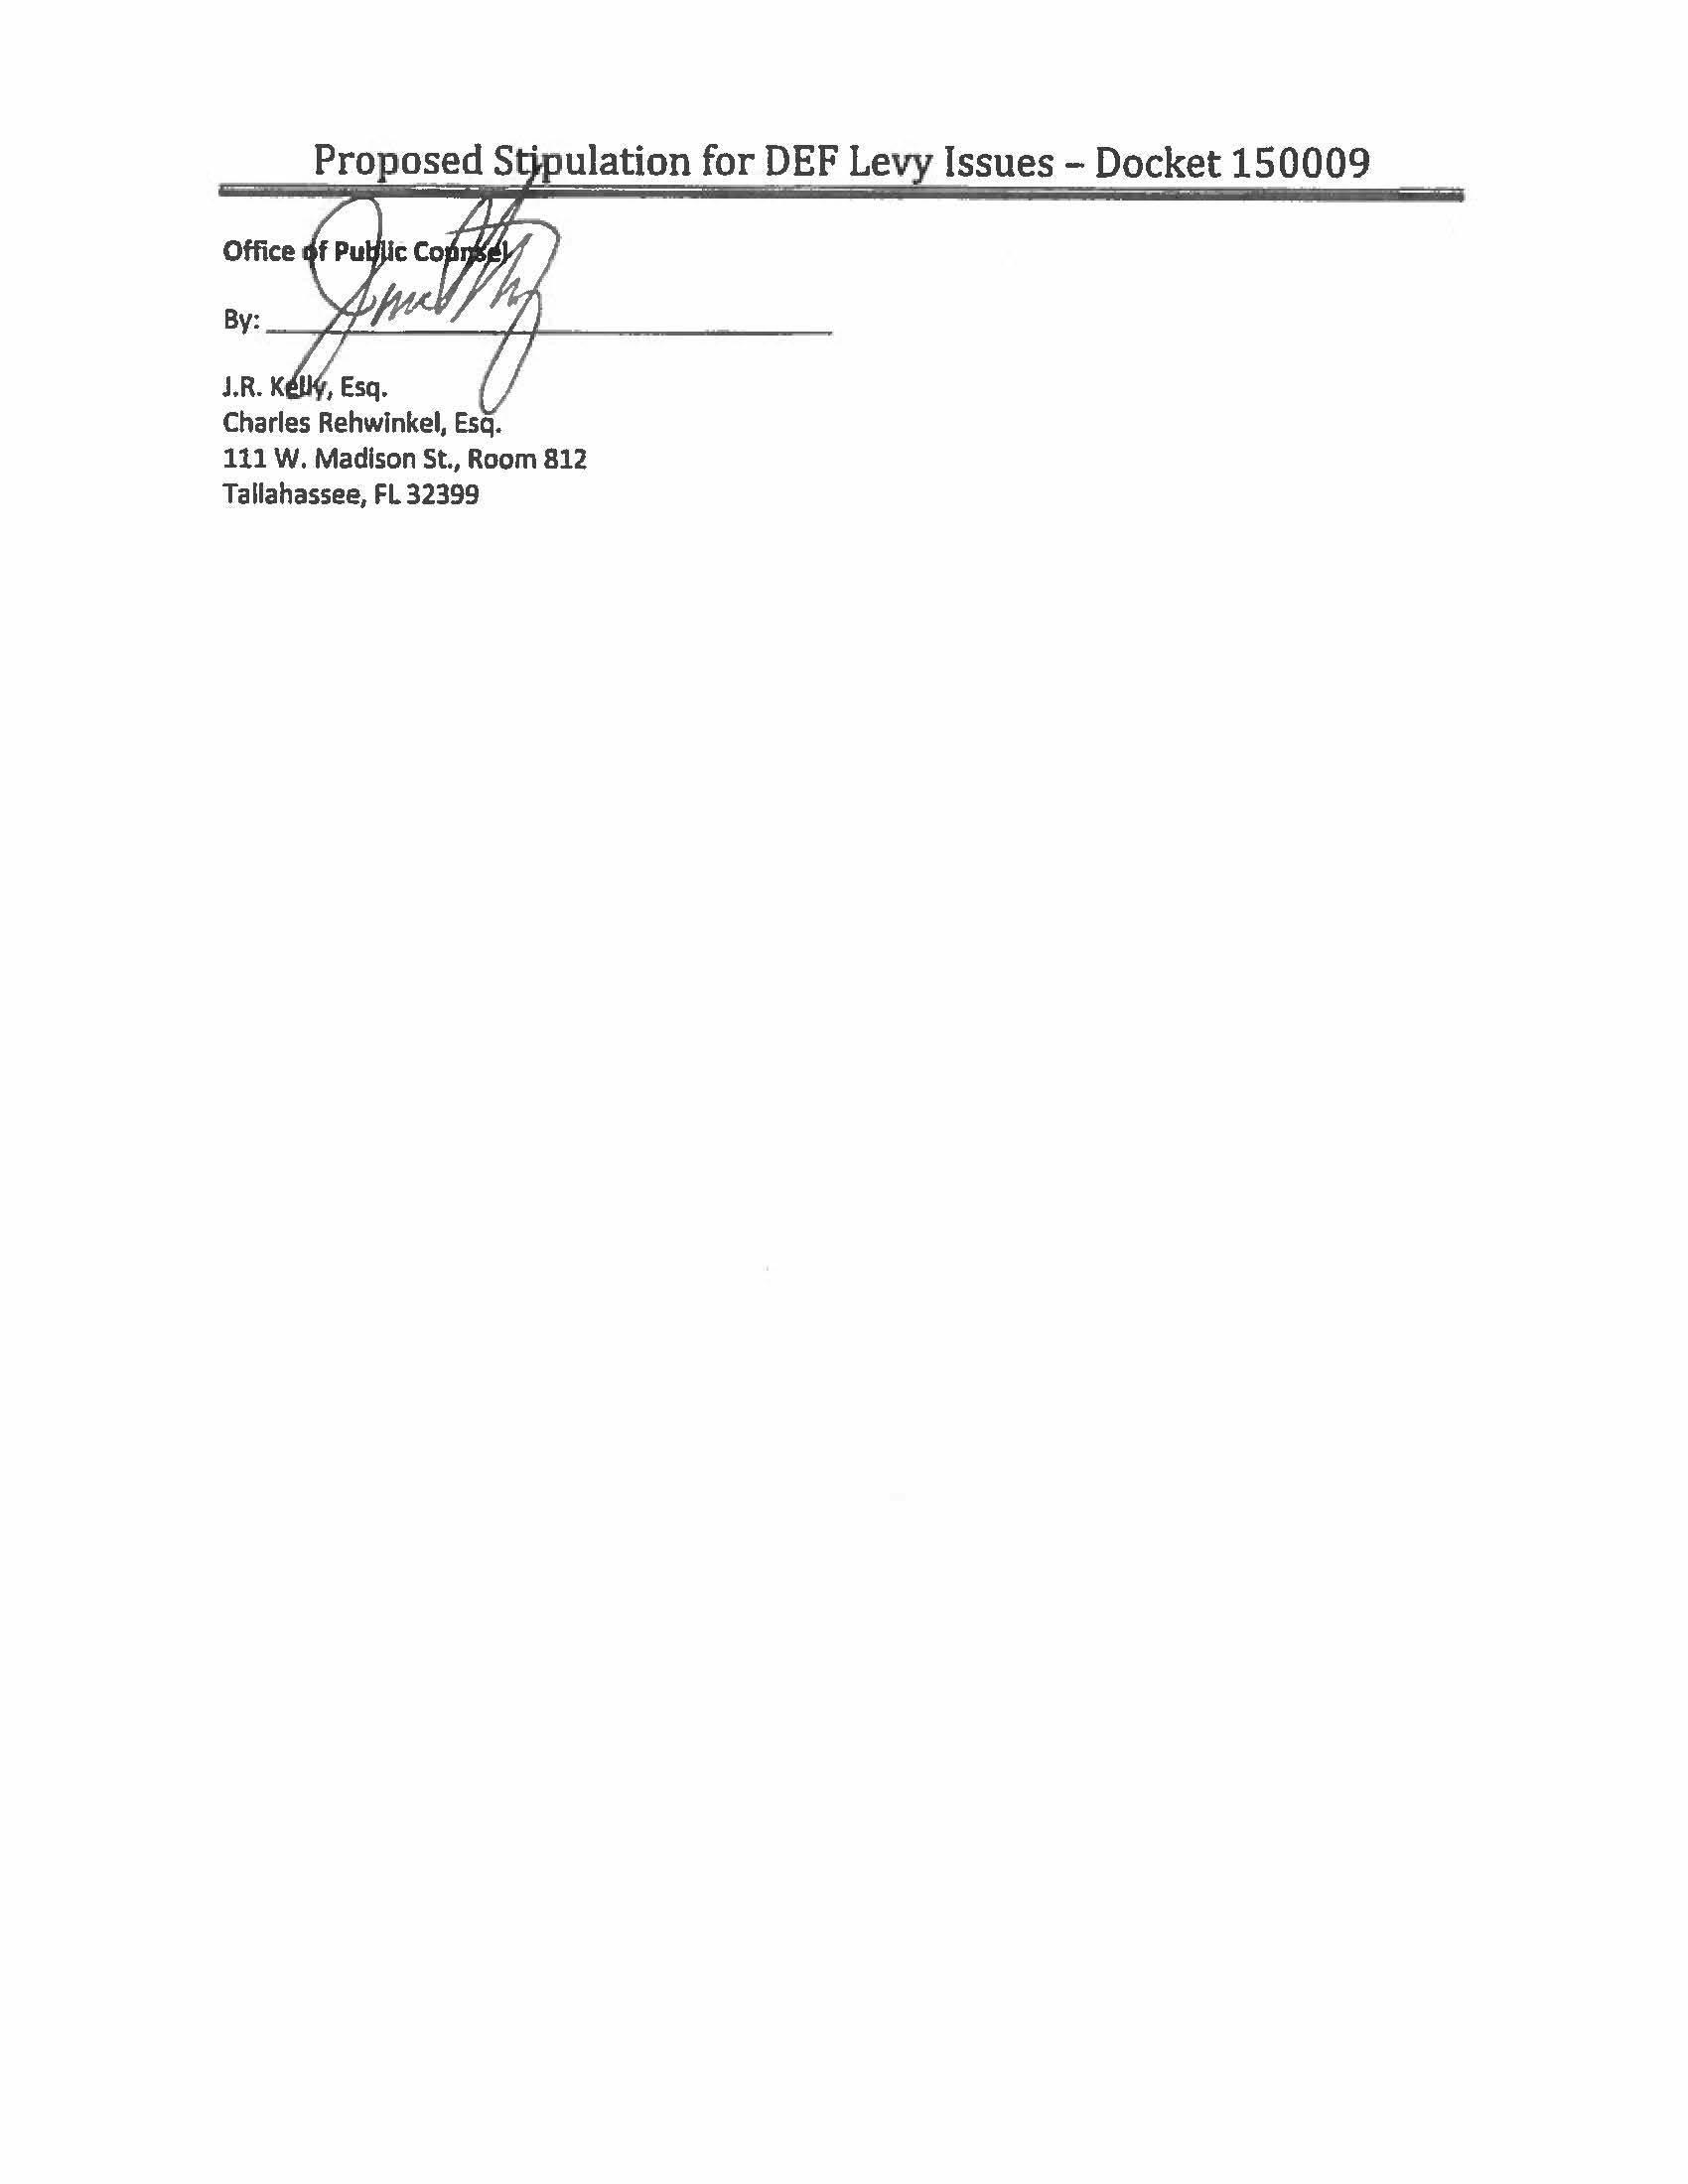 Proposed Stipulation for DEF Levy Issues – Docket 150009
Office of Public Counsel
By:
J.R. Kelly, Esq.
Charles Rehwinkel, Esq.
111 W. Madison St., Room 812
Tallahassee, FL 32399